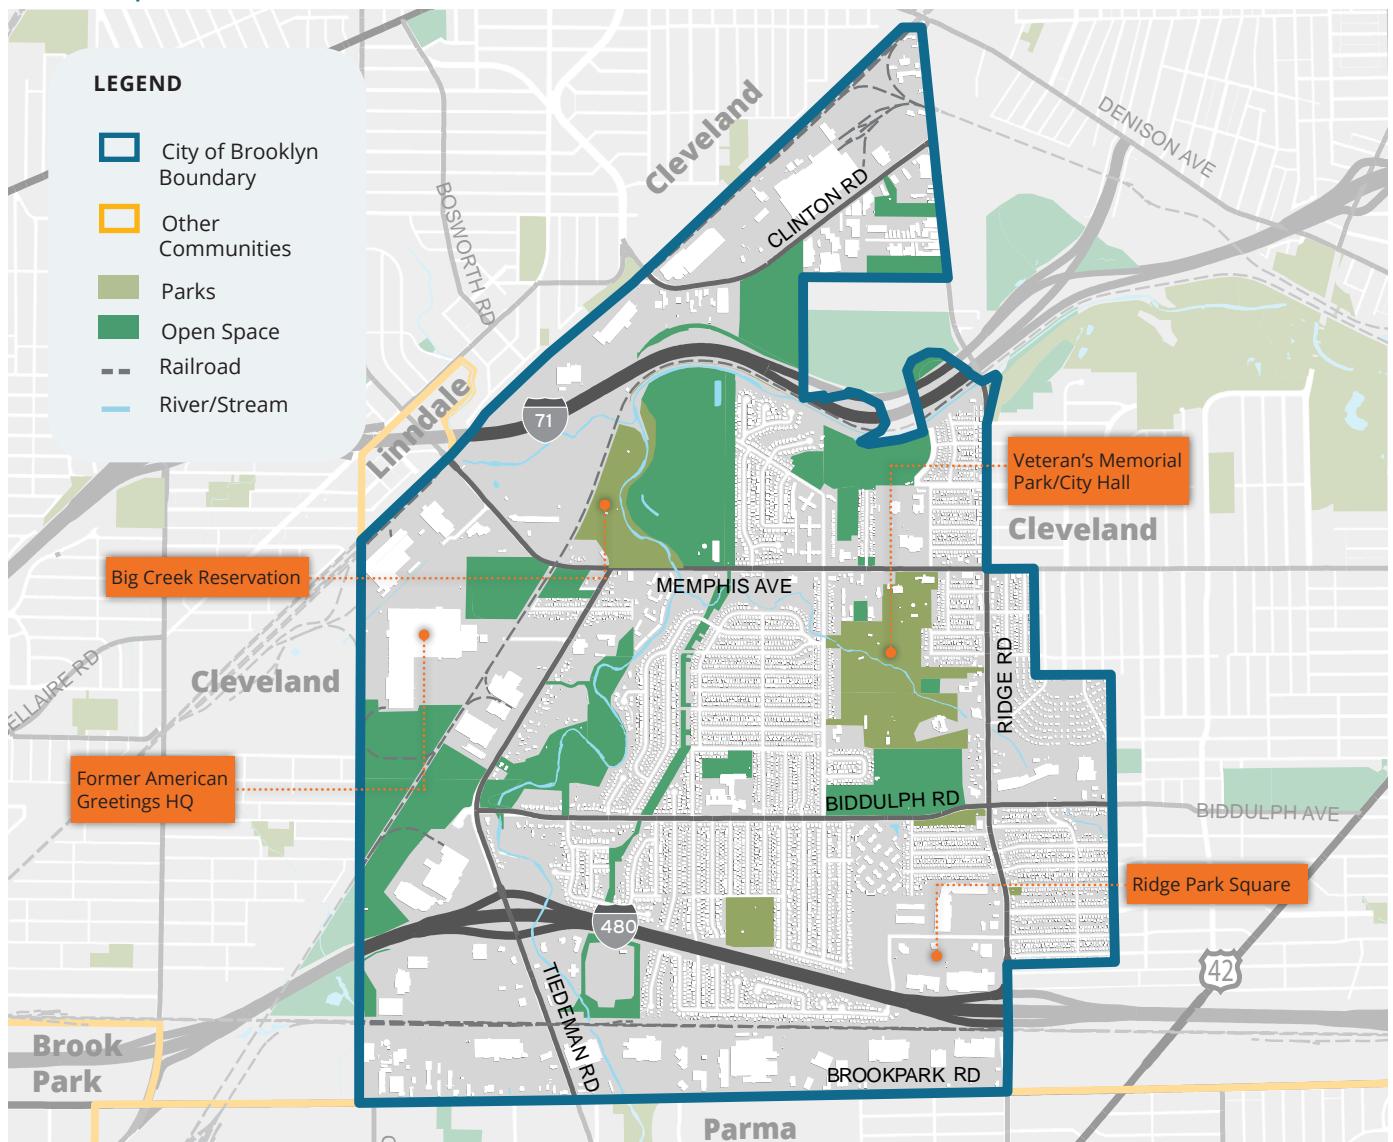 LEGEND
City of Brooklyn
Boundary
Other
Communities
Parks
Open Space
Railroad
River/Stream
Cleveland
DENISON AVE
BOSWORTH RD
CLINTON RD
Linndale
71
Veteran's Memorial
Park/City Hall
Cleveland
Big Creek Reservation
MEMPHIS AVE
RIDGE RD
Cleveland
ELLAIRE RD
Former American
Greetings HQ
BIDDULPH RD
BIDDULPH AVE
Ridge Park Square
480
42
TIEDEMAN RD
Brook
Park
BROOKPARK RD
Parma